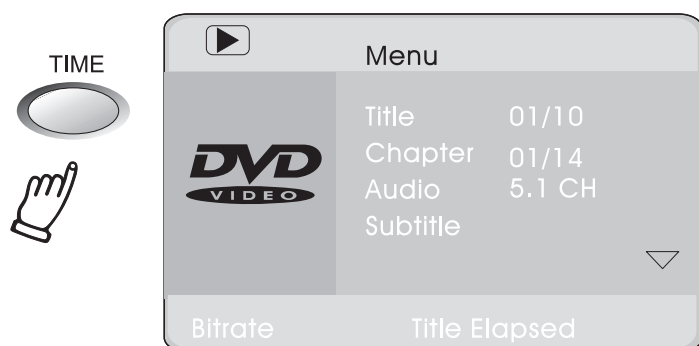 TIME
Menu
Title 01/10
Chapter 01/14
Audio 5.1 CH
Subtitle
DVD
VIDEO
Bitrate Title Elapsed